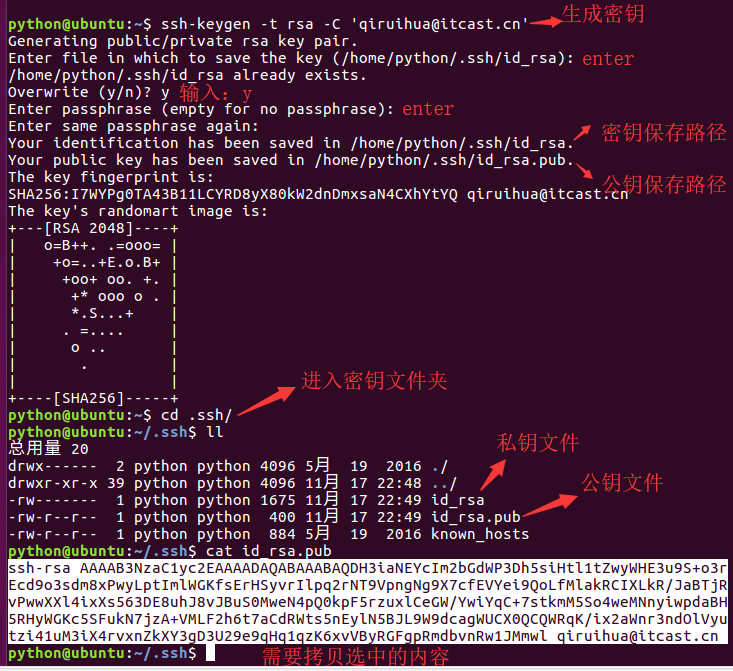 python@ubuntu:~$ ssh-keygen -t rsa -C 'qiruihua@itcast.cn' 生成密钥
Generating public/private rsa key pair.
Enter file in which to save the key (/home/python/.ssh/id_rsa): enter
/home/python/.ssh/id_rsa already exists.
Overwrite (y/n)? y 输入：y
Enter passphrase (empty for no passphrase): enter
Enter same passphrase again:
Your identification has been saved in /home/python/.ssh/id_rsa. 密钥保存路径
Your public key has been saved in /home/python/.ssh/id_rsa.pub.
The key fingerprint is: 公钥保存路径
SHA256:I7WYPg0TA43B11LCYRD8yX80kW2dnDmxsaN4CXhYtYQ qiruihua@itcast.cn
The key's randomart image is:
+---[RSA 2048]----+
|   o=B++. .=ooo= |
|    +o=..+E.o.B+ |
|     +oo+ oo. +. |
|      +* ooo o . |
|      *.S...+    |
|     . =....     |
|      o ..       |
|       .         |
|                 |
+----[SHA256]-----+
python@ubuntu:~$ cd .ssh/ 进入密钥文件夹
python@ubuntu:~/.ssh$ ll
总用量 20 私钥文件
drwx------  2 python python 4096 5月  19  2016 ./
drwxr-xr-x 39 python python 4096 11月 17 22:48 ../ 公钥文件
-rw-------  1 python python 1675 11月 17 22:49 id_rsa
-rw-r--r--  1 python python  400 11月 17 22:49 id_rsa.pub
-rw-r--r--  1 python python  884 5月  19  2016 known_hosts
python@ubuntu:~/.ssh$ cat id_rsa.pub
ssh-rsa AAAAB3NzaC1yc2EAAAADAQABAAABAQDH3iaNEYcIm2bGdWP3Dh5siHtl1tZwyWHE3u9S+o3r
Ecd9o3sdm8xPwyLptImlWGKfsErHSyvrIlpq2rNT9VpngNg9X7cfEVYei9QoLfMlakRCIXLkR/JaBTjR
vPwwXXl4ixXs563DE8uhJ8vJBuS0MweN4pQ0kpF5rzuxlCeGW/YwiYqC+7stkmM5So4weMNnyiwpdaBH
5RHyWGKc5SFukN7jzA+VMLF2h6t7aCdRWts5nEylN5BJL9W9dcagWUCX0QCQWRqK/ix2aWnr3ndOlVyu
tzi41uM3iX4rvxnZkXY3gD3U29e9qHq1qzK6xvVByRGFgpRmdbvnRw1JMmwl qiruihua@itcast.cn
python@ubuntu:~/.ssh$ 需要拷贝选中的内容